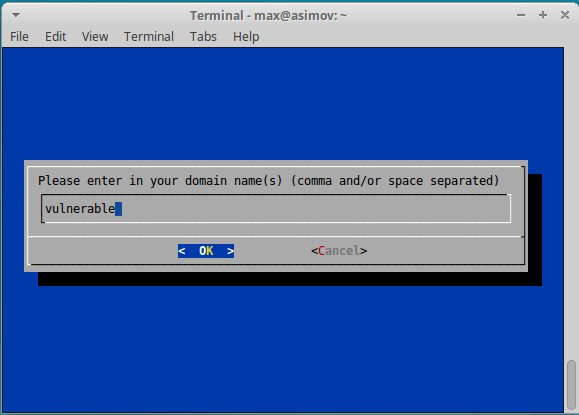 Terminal - max@asimov: ~
File Edit View Terminal Tabs Help
Please enter in your domain name(s) (comma and/or space separated)
vulnerable
< OK > <Cancel>